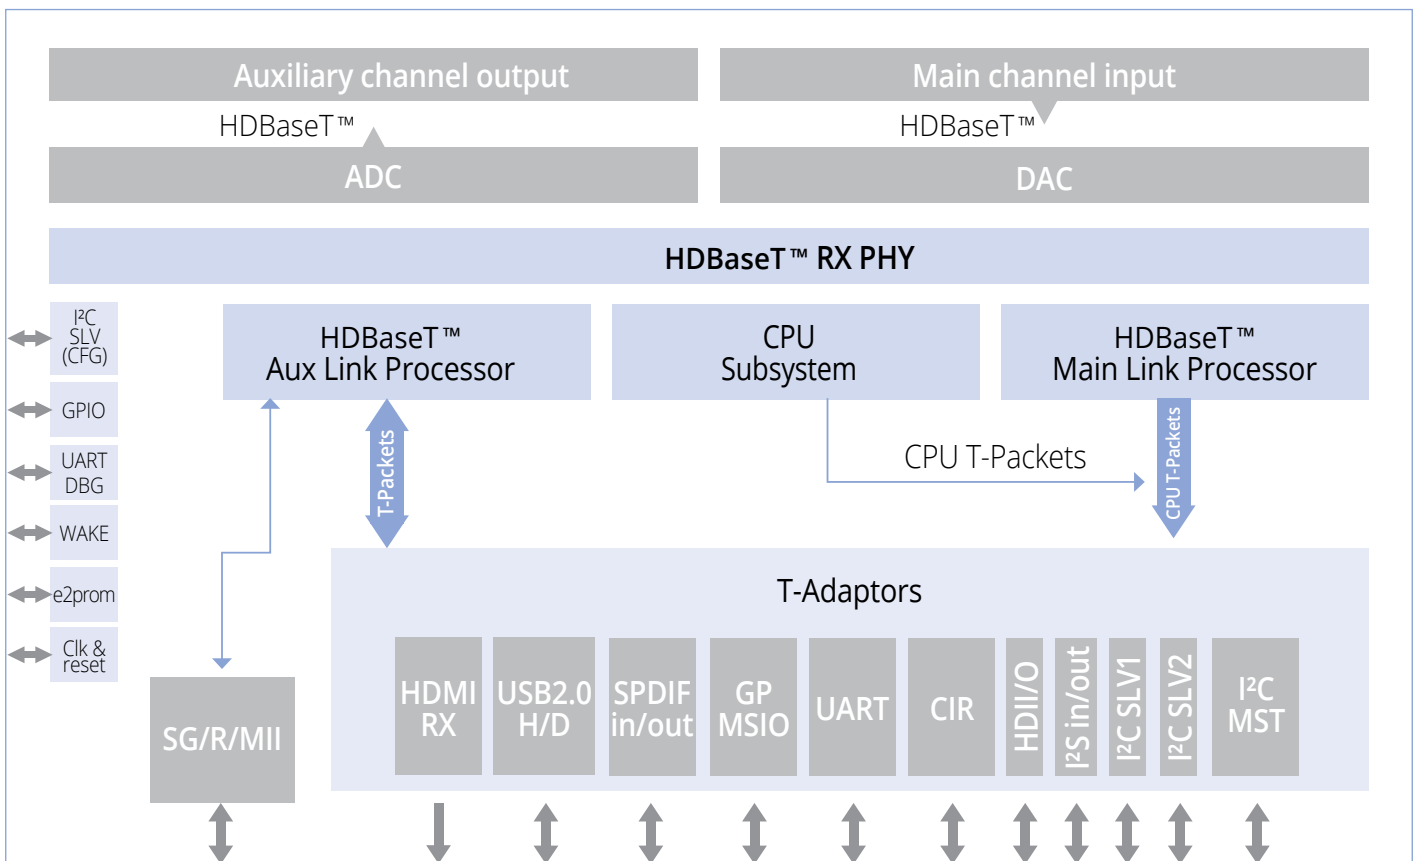 Auxiliary channel output
Main channel input
HDBaseT™
HDBaseT™
ADC
DAC
HDBaseT™ RX PHY
I²C
SLV
(CFG)
GPIO
UART
DBG
WAKE
e2prom
Clk &
reset
HDBaseT™
Aux Link Processor
CPU
Subsystem
HDBaseT™
Main Link Processor
T-Packets
CPU T-Packets
CPU T-Packets
T-Adaptors
SG/R/MII
HDMI
RX
USB2.0
H/D
SPDIF
in/out
GP
MSIO
UART
CIR
HDII/O
I²S in/out
I²C SLV1
I²C SLV2
I²C
MST